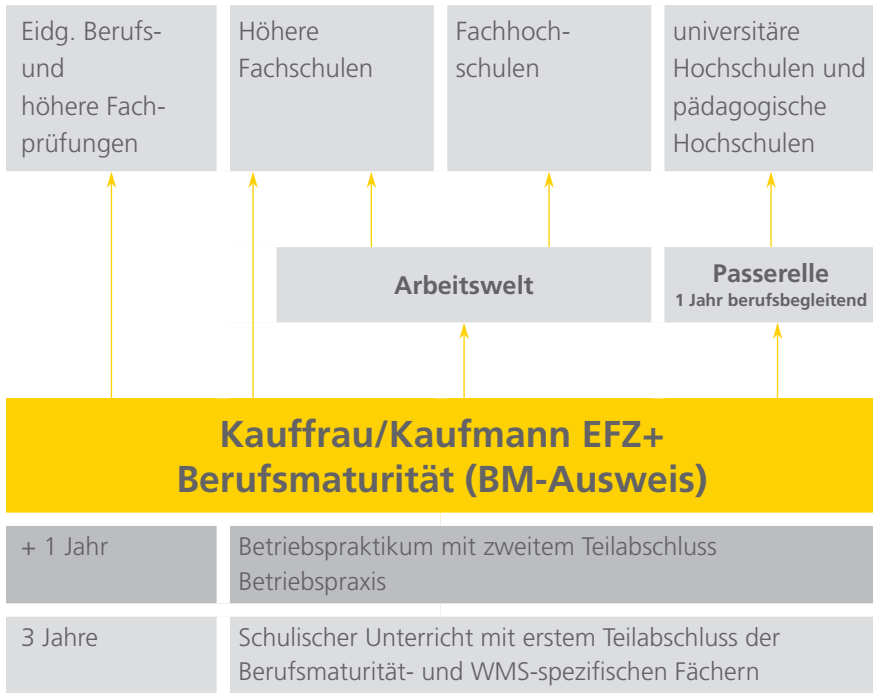 Eidg. Berufs-
und
höhere Fach-
prüfungen
Höhere
Fachschulen
Fachhoch-
schulen
universitäre
Hochschulen und
pädagogische
Hochschulen
Arbeitswelt
Passerelle
1 Jahr berufsbegleitend
Kauffrau/Kaufmann EFZ+
Berufsmaturität (BM-Ausweis)
+ 1 Jahr
Betriebspraktikum mit zweitem Teilabschluss
Betriebspraxis
3 Jahre
Schulischer Unterricht mit erstem Teilabschluss der
Berufsmaturität- und WMS-spezifischen Fächern